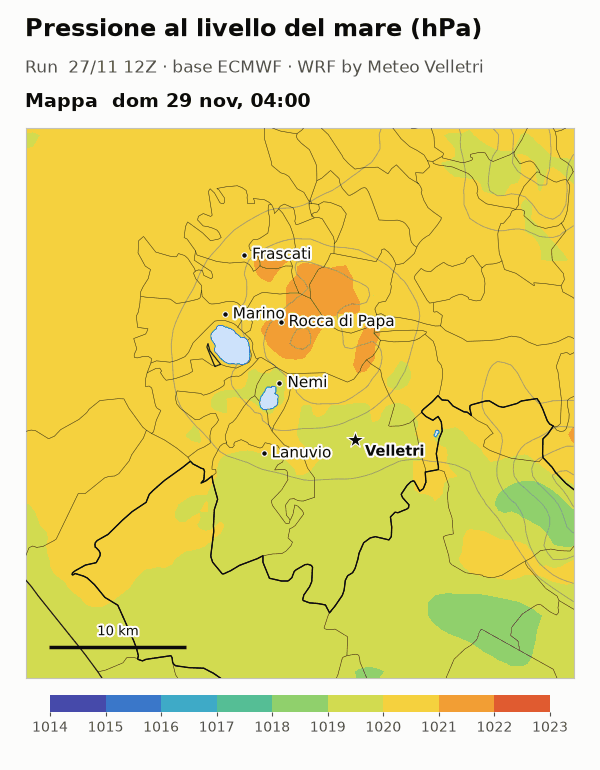 Pressione al livello del mare (hPa)
Run 27/11 12Z · base ECMWF · WRF by Meteo Velletri
Mappa dom 29 nov, 04:00
Frascati
Marino
Rocca di Papa
Nemi
Velletri
Lanuvio
10 km
1014 1015 1016 1017 1018 1019 1020 1021 1022 1023